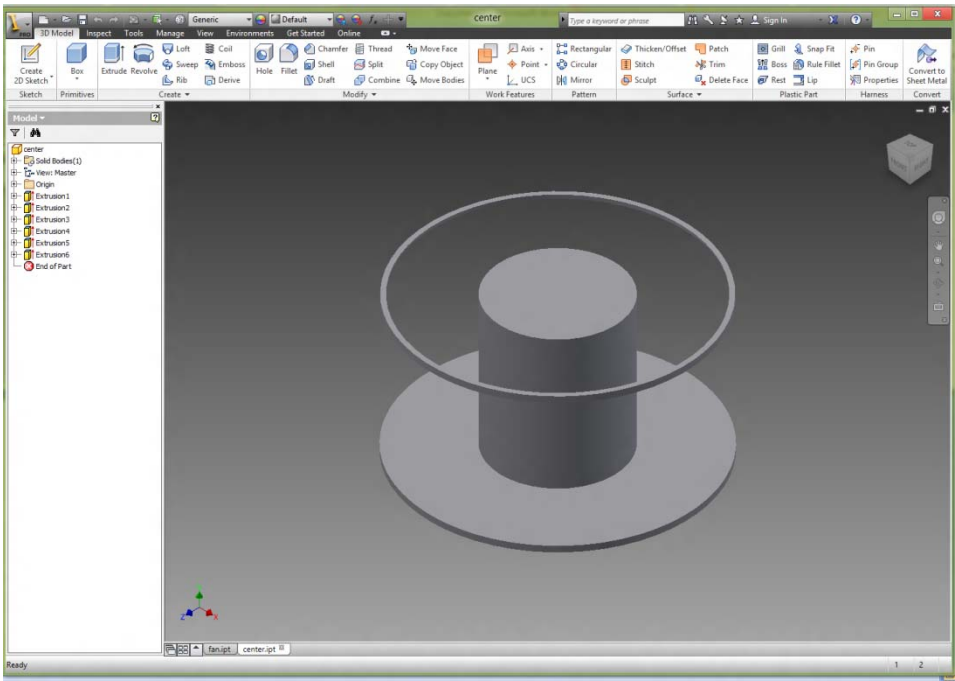 PRO
Generic
Default
center
Type a keyword or phrase
Sign In
3D Model Inspect Tools Manage View Environments Get Started Online
Create 2D Sketch
Box
Extrude
Revolve
Loft
Sweep
Rib
Coil
Emboss
Derive
Hole
Fillet
Chamfer
Shell
Draft
Thread
Split
Combine
Move Face
Copy Object
Move Bodies
Plane
Axis
Point
UCS
Rectangular
Circular
Mirror
Thicken/Offset
Stitch
Sculpt
Patch
Trim
Delete Face
Grill
Boss
Rest
Snap Fit
Rule Fillet
Lip
Pin
Pin Group
Properties
Convert to Sheet Metal
Sketch Primitives Create Modify Work Features Pattern Surface Plastic Part Harness Convert
Model
center
Solid Bodies(1)
View: Master
Origin
Extrusion1
Extrusion2
Extrusion3
Extrusion4
Extrusion5
Extrusion6
End of Part
Z
X
fan.ipt center.ipt
Ready 1 2